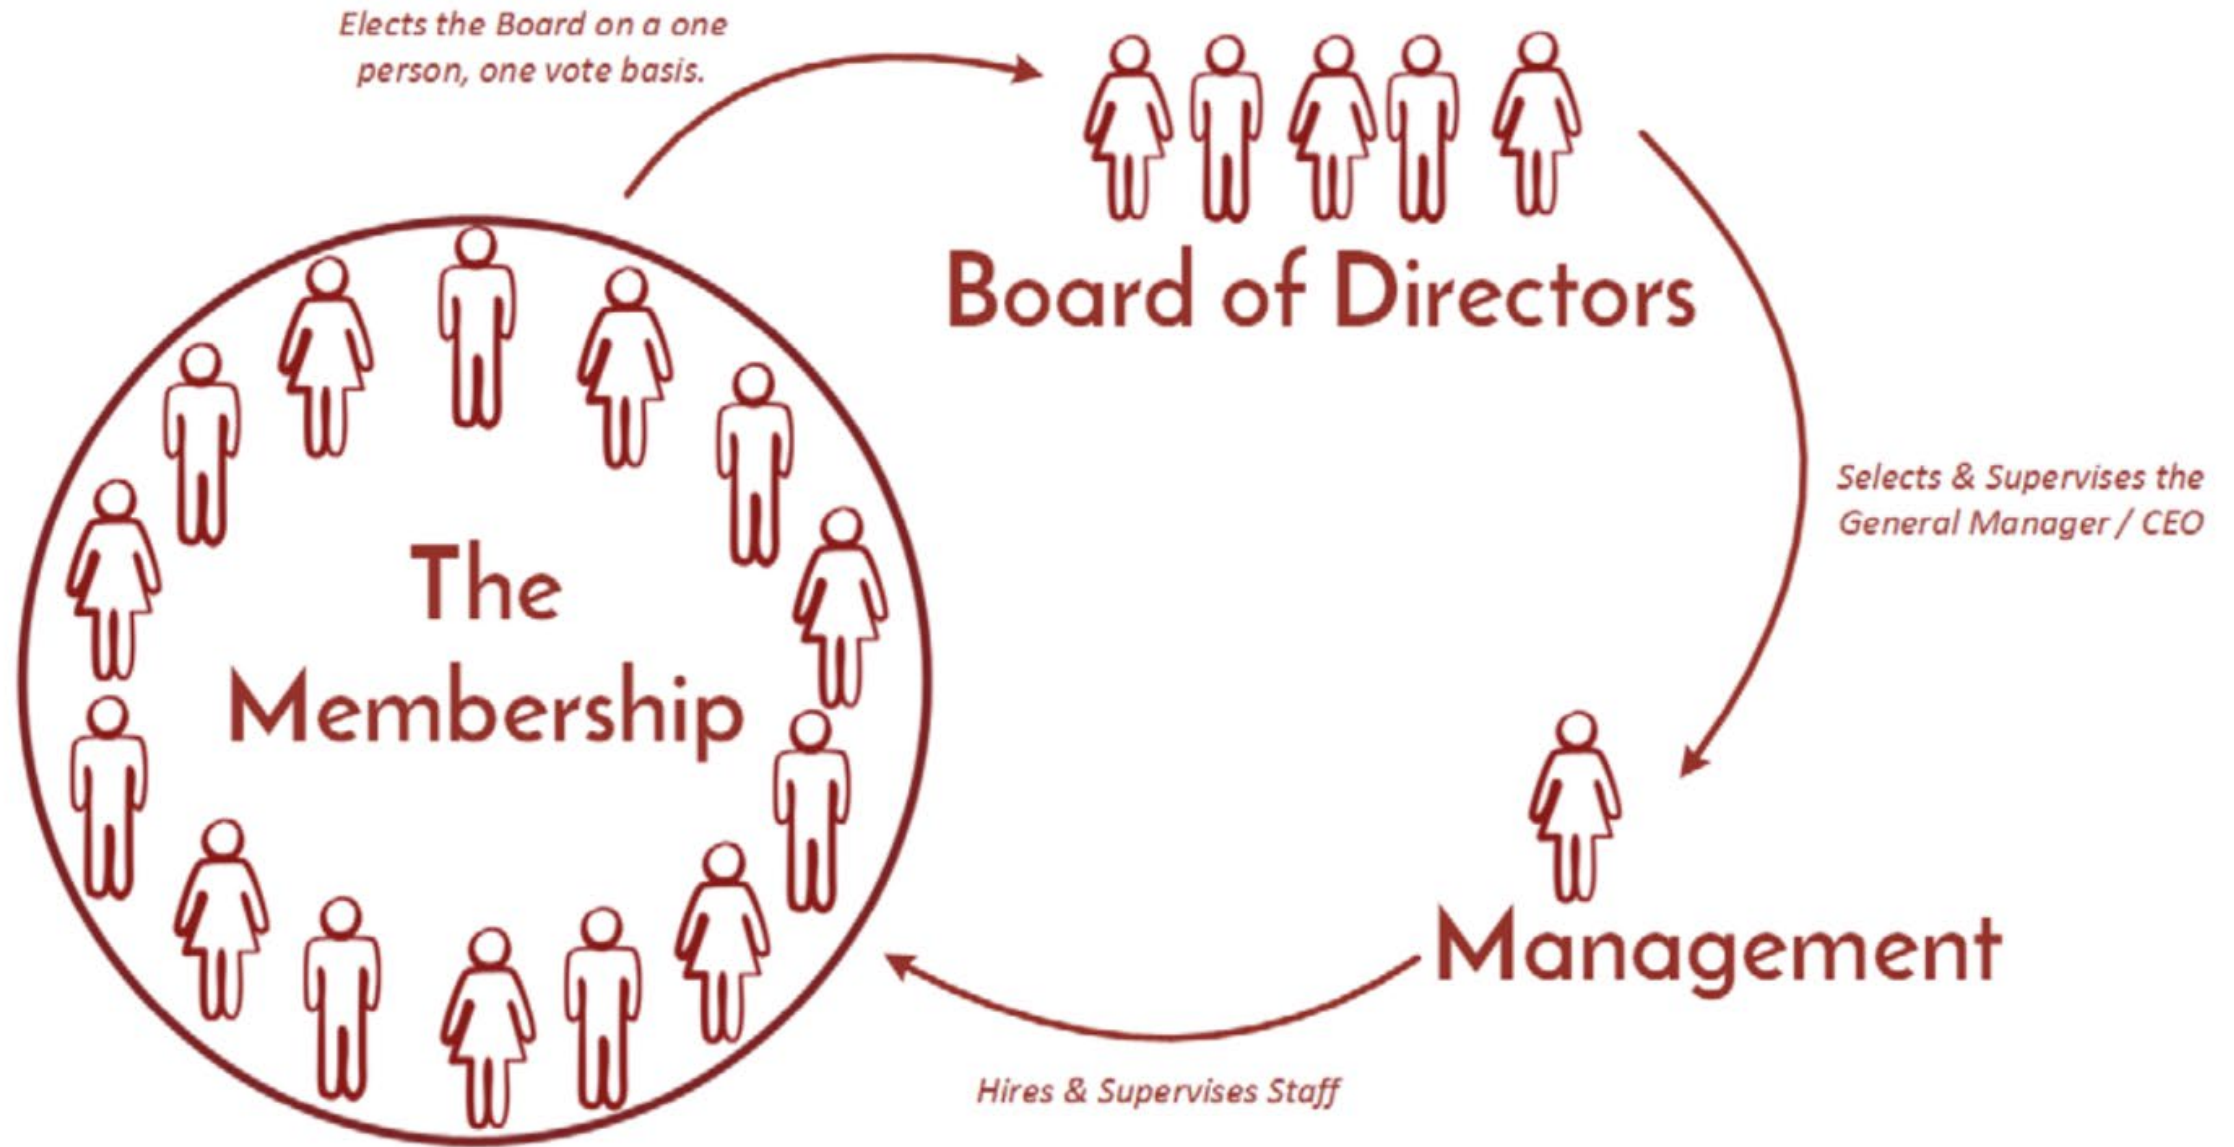 Elects the Board on a one
person, one vote basis.
Board of Directors
Selects & Supervises the
General Manager / CEO
The
Membership
Management
Hires & Supervises Staff